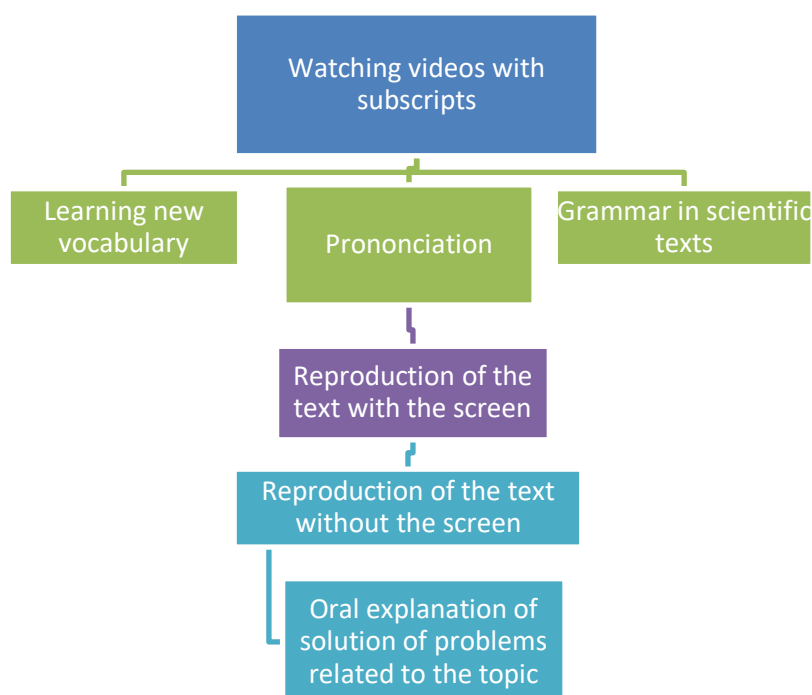 Watching videos with
subscripts
Learning new
vocabulary
Prononciation
Grammar in scientific
texts
Reproduction of the
text with the screen
Reproduction of the text
without the screen
Oral explanation of
solution of problems
related to the topic